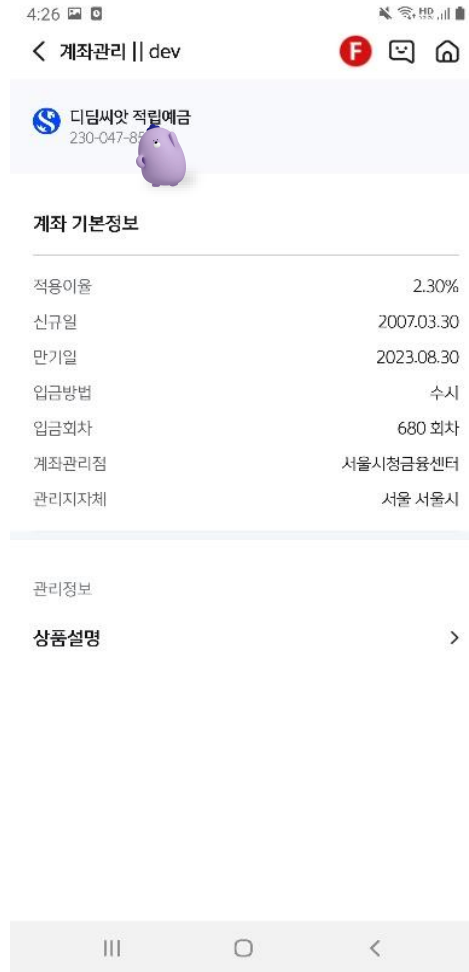 4:26
계좌관리 || dev
F
디딤씨앗 적립예금
계좌 기본정보
적용이율 2.30%
신규일 2007.03.30
만기일 2023.08.30
입금방법 수시
입금회차 680 회차
계좌관리점 서울시청금융센터
관리지자체 서울 서울시
관리정보
상품설명